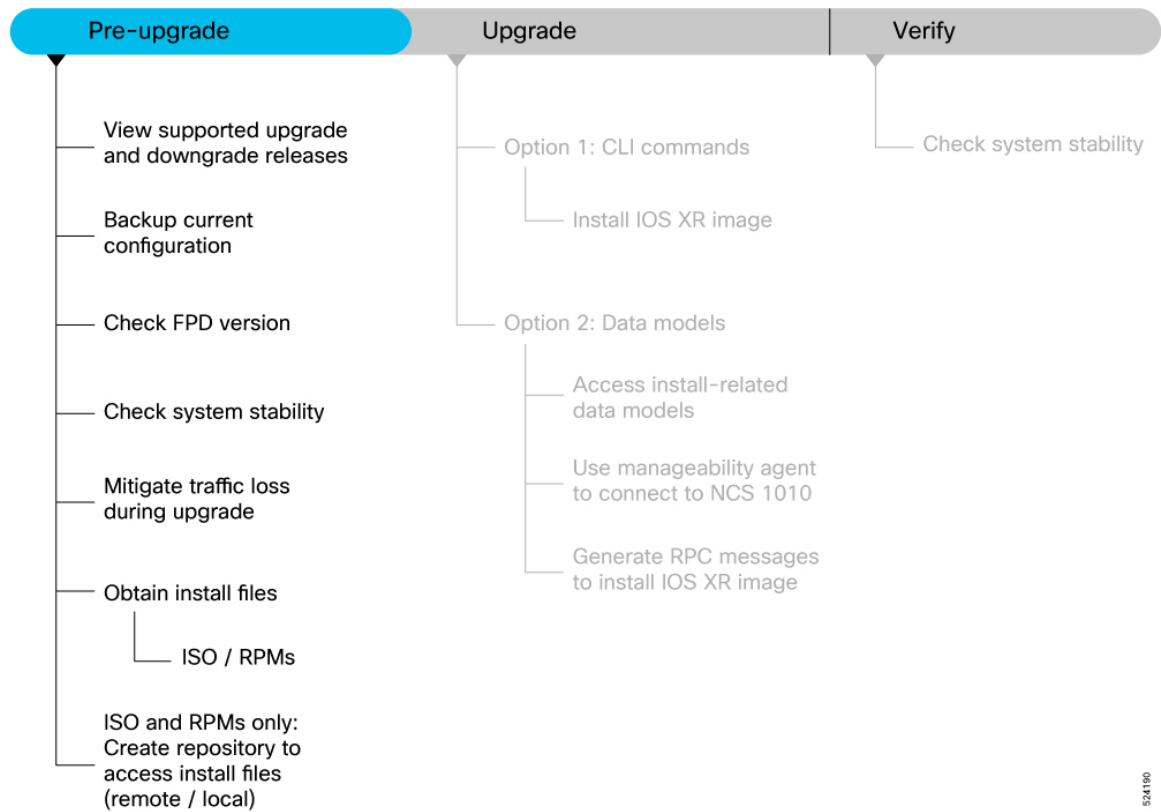 Pre-upgrade
Upgrade
Verify
View supported upgrade
and downgrade releases
Backup current
configuration
Check FPD version
Check system stability
Mitigate traffic loss
during upgrade
Obtain install files
ISO / RPMs
ISO and RPMs only:
Create repository to
access install files
(remote / local)
Option 1: CLI commands
Install IOS XR image
Option 2: Data models
Access install-related
data models
Use manageability agent
to connect to NCS 1010
Generate RPC messages
to install IOS XR image
Check system stability
524190